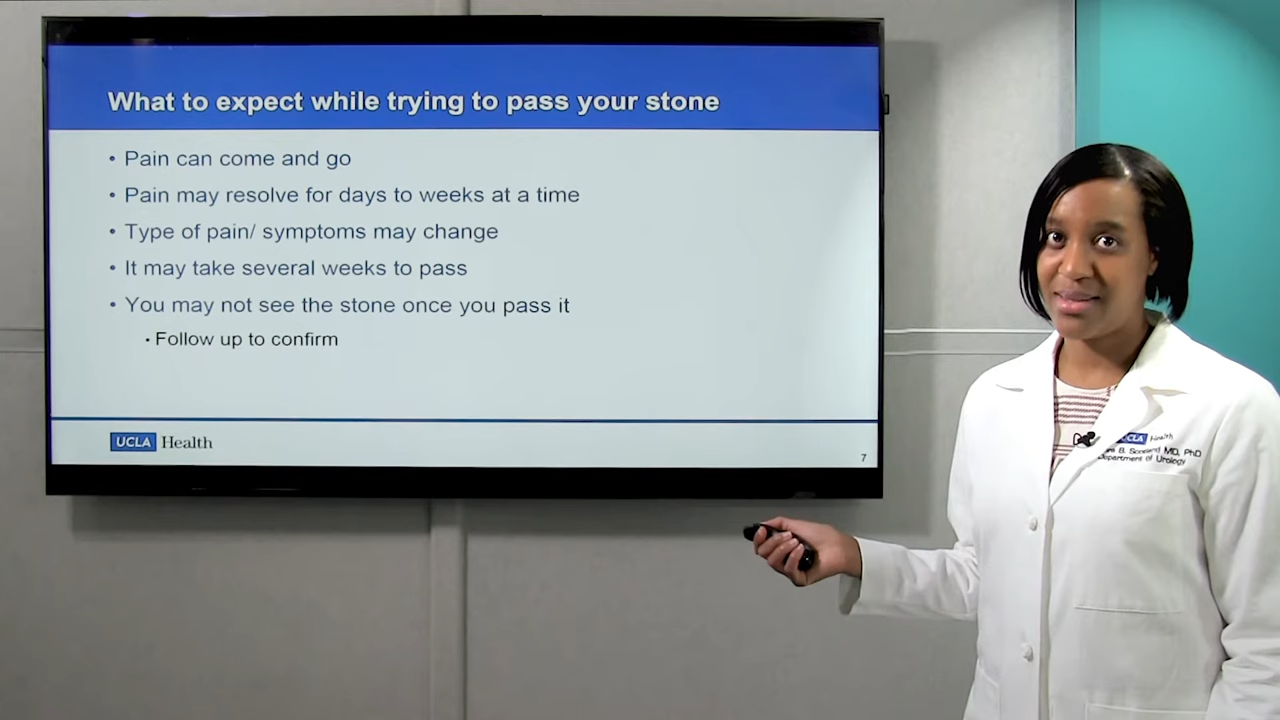 What to expect while trying to pass your stone
• Pain can come and go
• Pain may resolve for days to weeks at a time
• Type of pain/ symptoms may change
• It may take several weeks to pass
• You may not see the stone once you pass it
• Follow up to confirm
UCLA Health
7
UCLA Health
B. MD, PhD
Department of Urology